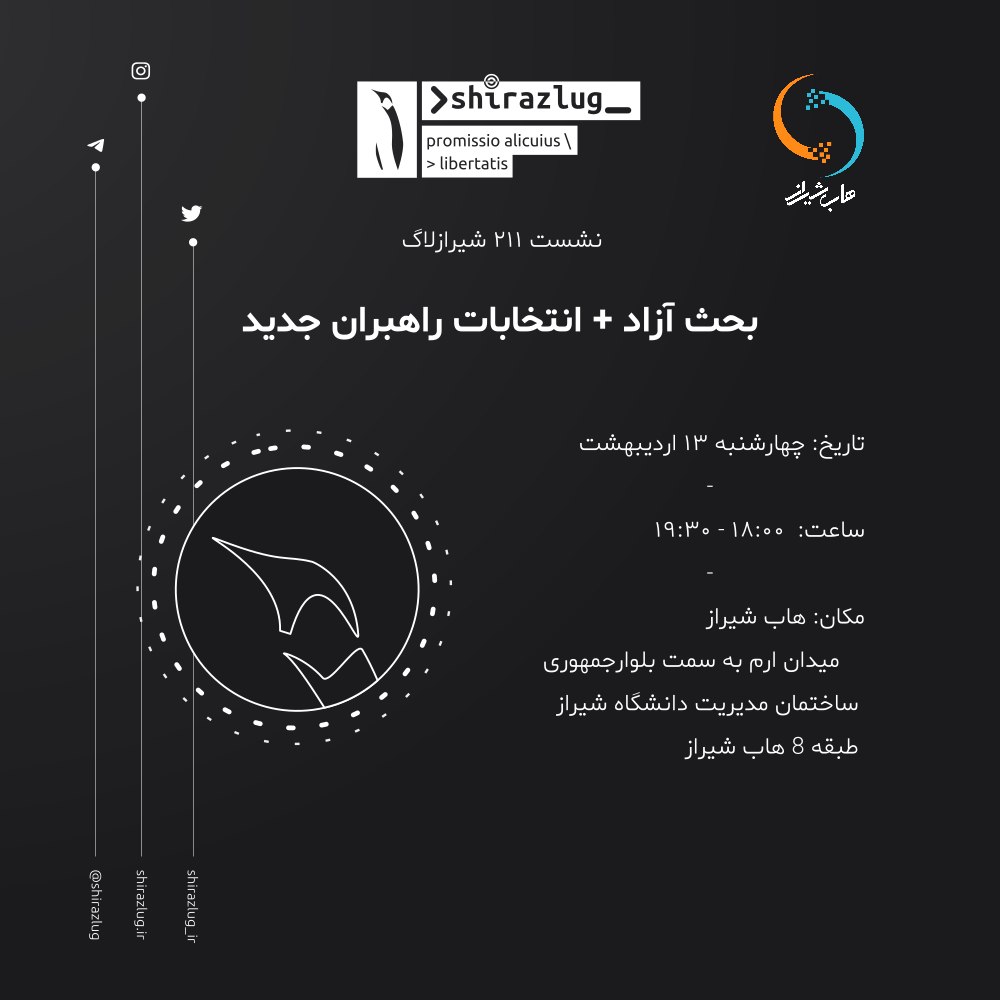 >shirazlug_
promissio alicuius \
> libertatis
هاب شیراز
نشست ۲۱۱ شیرازلاگ
بحث آزاد + انتخابات راهبران جدید
تاریخ: چهارشنبه ۱۳ اردیبهشت
-
ساعت: ۱۸:۰۰ - ۱۹:۳۰
-
مکان: هاب شیراز
میدان ارم به سمت بلوارجمهوری
ساختمان مدیریت دانشگاه شیراز
طبقه 8 هاب شیراز
@shirazlug
shirazlug.ir
shirazlug_ir